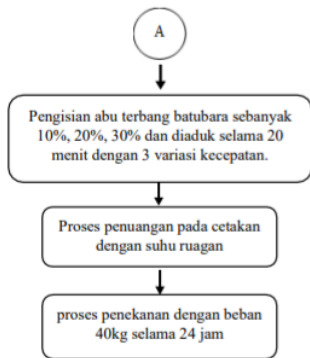 A
Pengisian abu terbang batubara sebanyak
10%, 20%, 30% dan diaduk selama 20
menit dengan 3 variasi kecepatan.
Proses penuangan pada cetakan
dengan suhu ruagan
proses penekanan dengan beban
40kg selama 24 jam